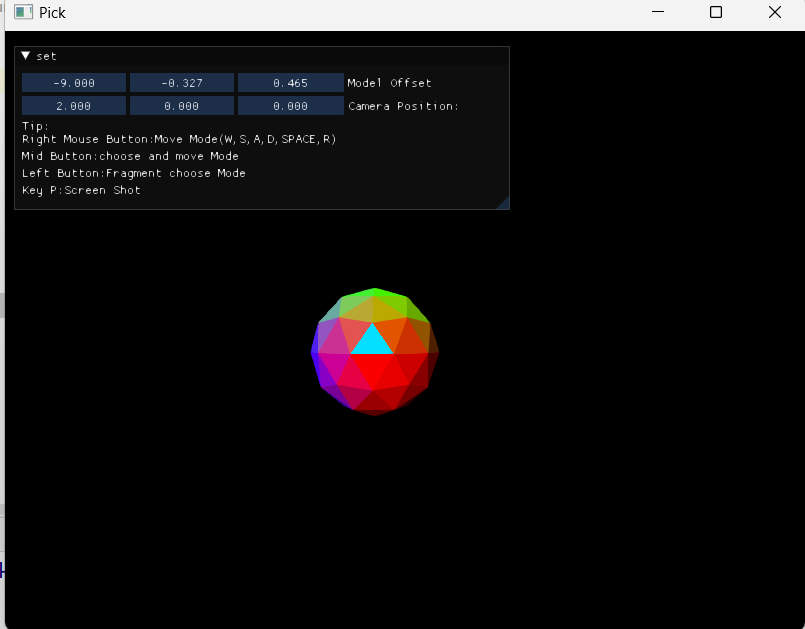 Pick
set
-9.000 -0.327 0.465 Model Offset
2.000 0.000 0.000 Camera Position:
Tip:
Right Mouse Button:Move Mode(W,S,A,D,SPACE,R)
Mid Button:choose and move Mode
Left Button:Fragment choose Mode
Key P:Screen Shot